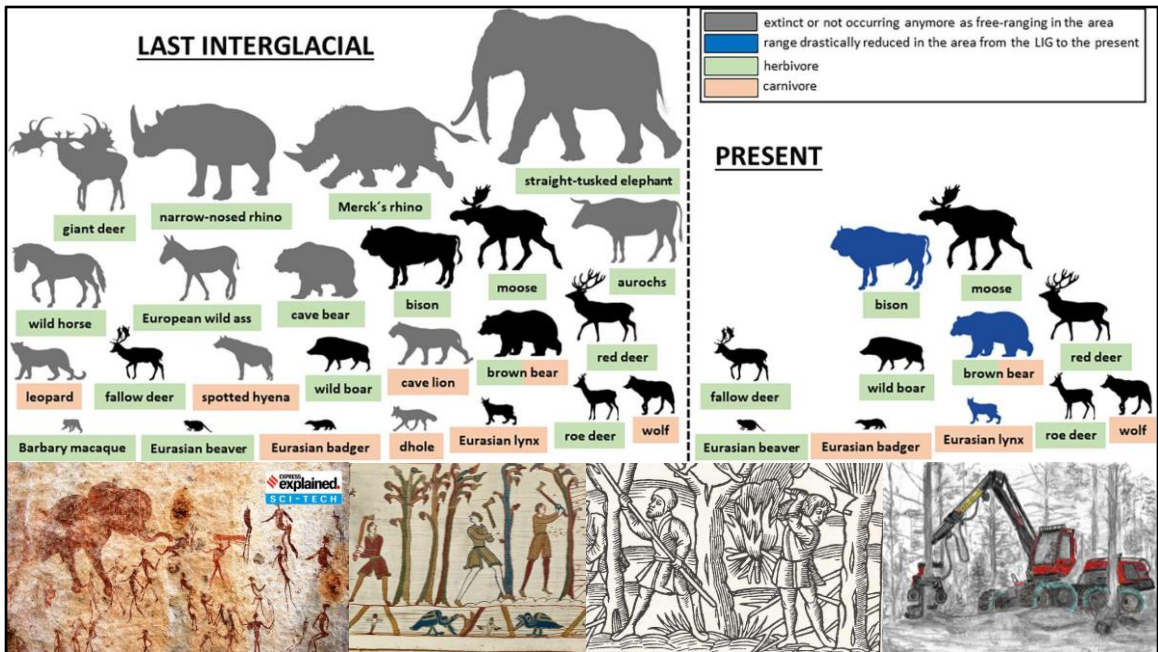 LAST INTERGLACIAL
giant deer
narrow-nosed rhino
Merck´s rhino
straight-tusked elephant
wild horse
European wild ass
cave bear
bison
moose
aurochs
leopard
fallow deer
spotted hyena
wild boar
cave lion
brown bear
red deer
Barbary macaque
Eurasian beaver
Eurasian badger
dhole
Eurasian lynx
roe deer
wolf
extinct or not occurring anymore as free-ranging in the area
range drastically reduced in the area from the LIG to the present
herbivore
carnivore
PRESENT
bison
moose
fallow deer
wild boar
brown bear
red deer
Eurasian beaver
Eurasian badger
Eurasian lynx
roe deer
wolf
EXPRESS
explained.
SCI-TECH